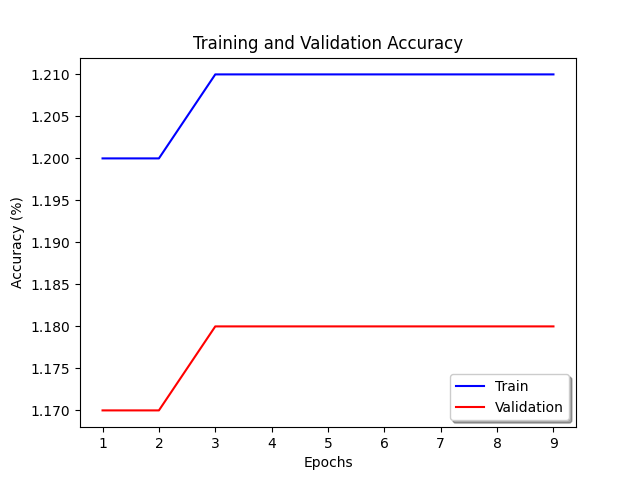 Training and Validation Accuracy
Accuracy (%)
1.210
1.205
1.200
1.195
1.190
1.185
1.180
1.175
1.170
Train
Validation
1 2 3 4 5 6 7 8 9
Epochs